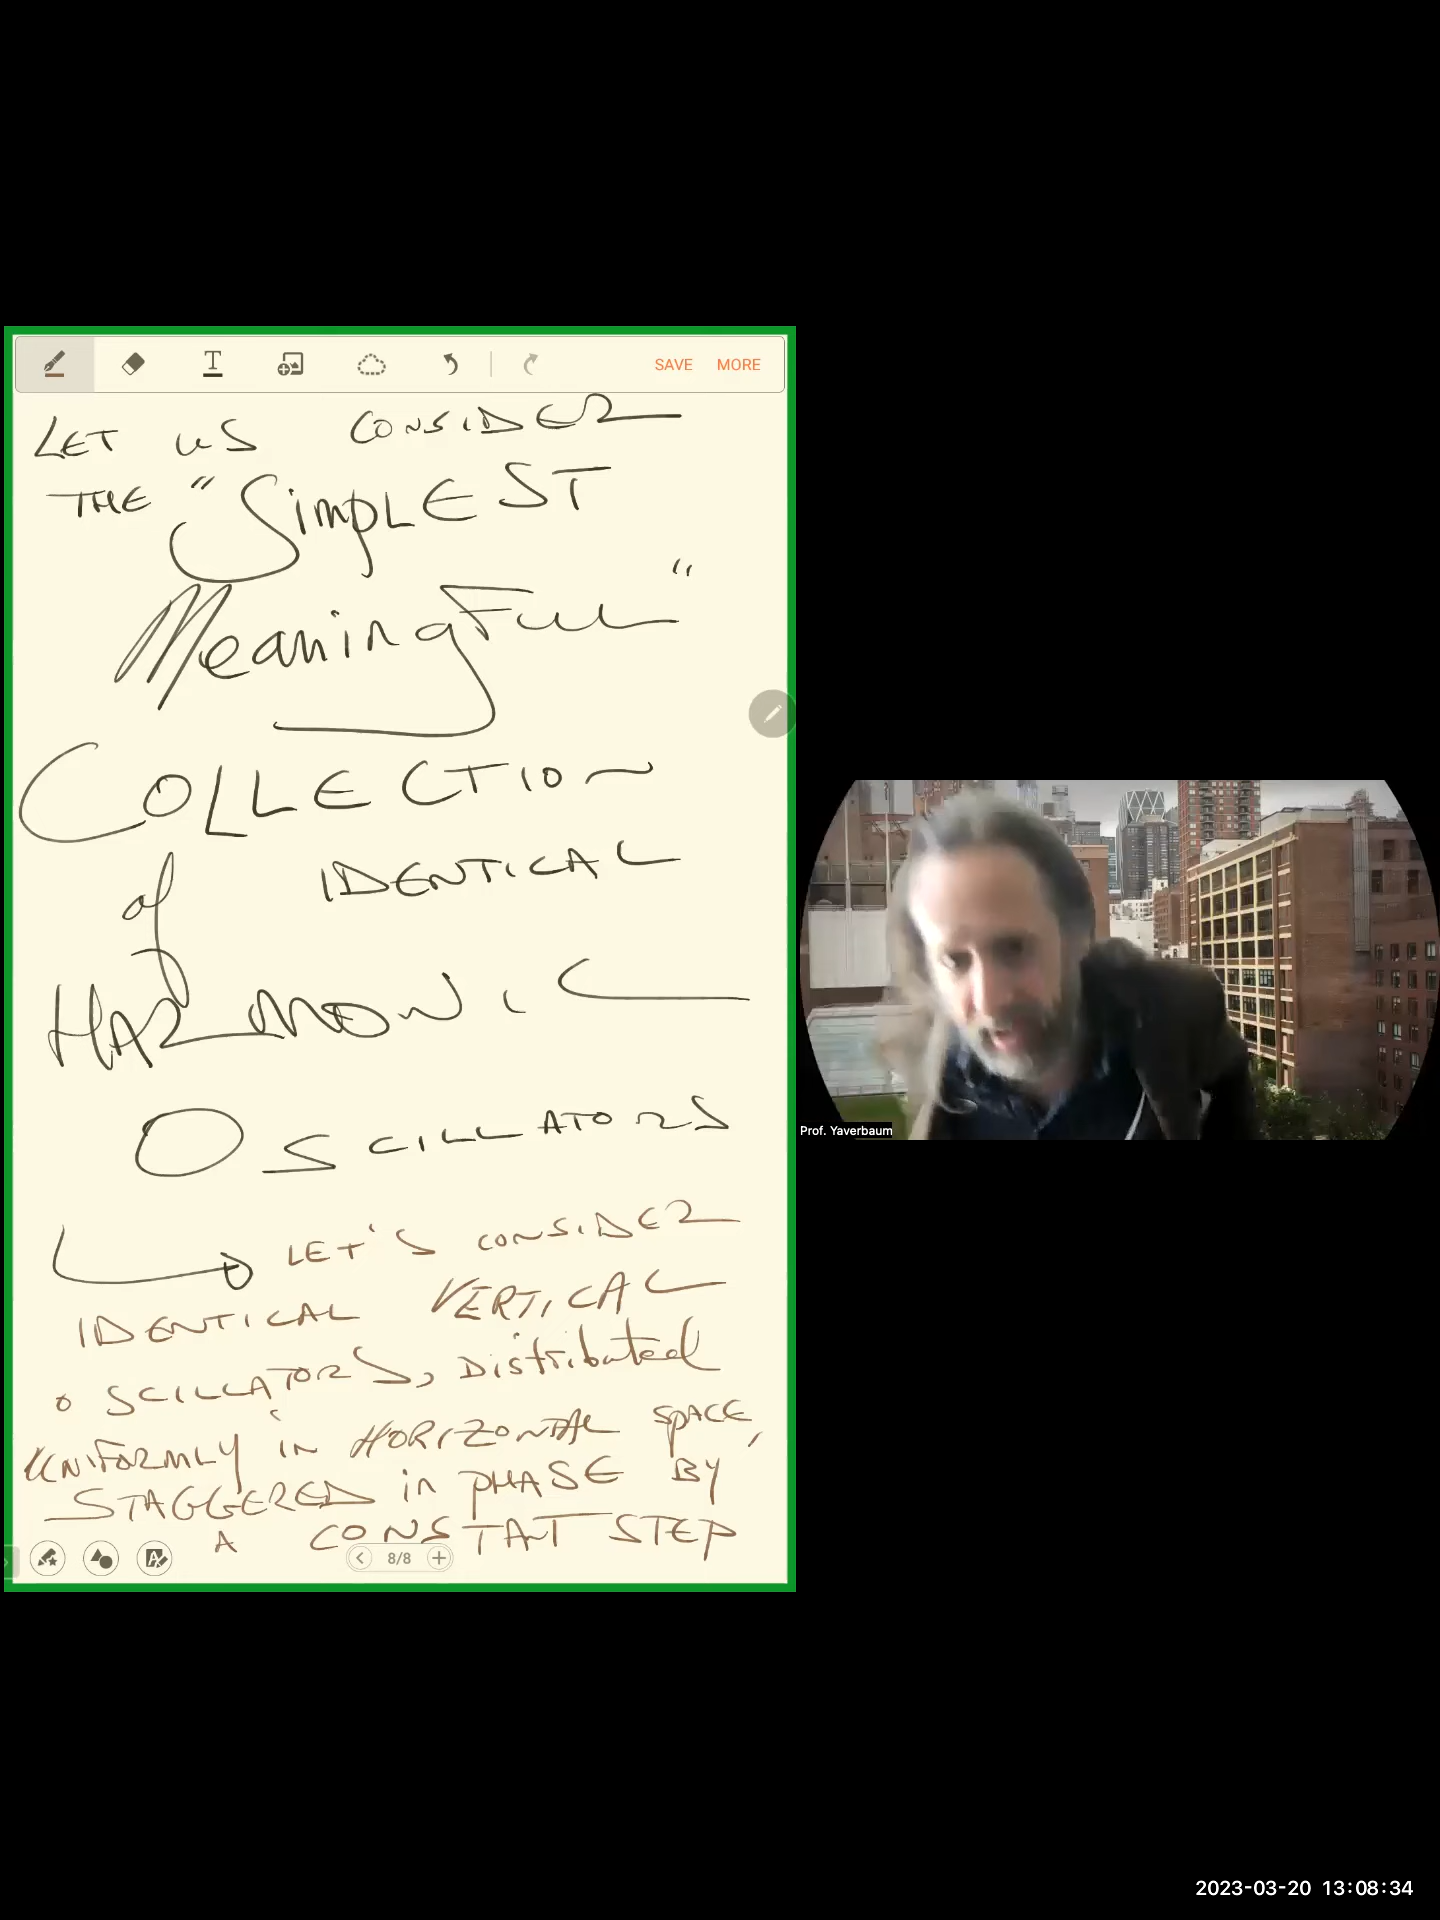 SAVE MORE
LET US CONSIDER
THE "SIMPLEST
MEANINGFUL"
COLLECTION
of IDENTICAL
HARMONIC
OSCILLATORS
LET'S CONSIDER
IDENTICAL VERTICAL
OSCILLATORS, DISTRIBUTED
UNIFORMLY IN HORIZONTAL SPACE,
STAGGERED in PHASE BY
A CONSTANT STEP
8/8
Prof. Yaverbaum
2023-03-20 13:08:34